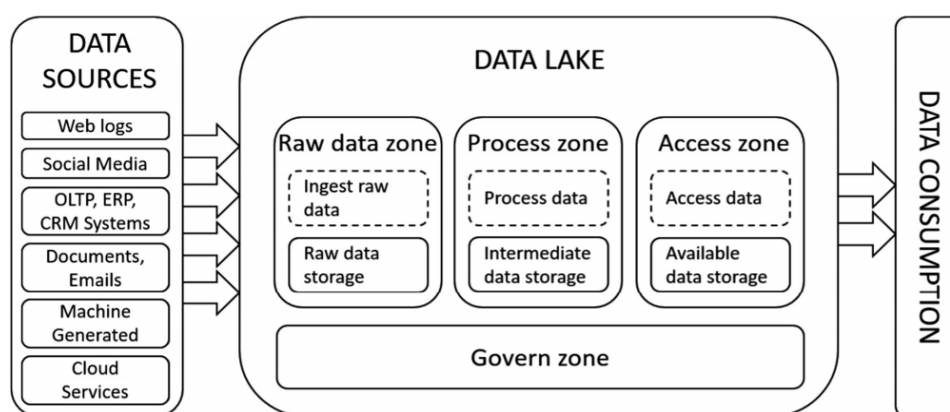 DATA
SOURCES
Web logs
Social Media
OLTP, ERP,
CRM Systems
Documents,
Emails
Machine
Generated
Cloud
Services
DATA LAKE
Raw data zone
Ingest raw
data
Raw data
storage
Process zone
Process data
Intermediate
data storage
Access zone
Access data
Available
data storage
Govern zone
DATA CONSUMPTION